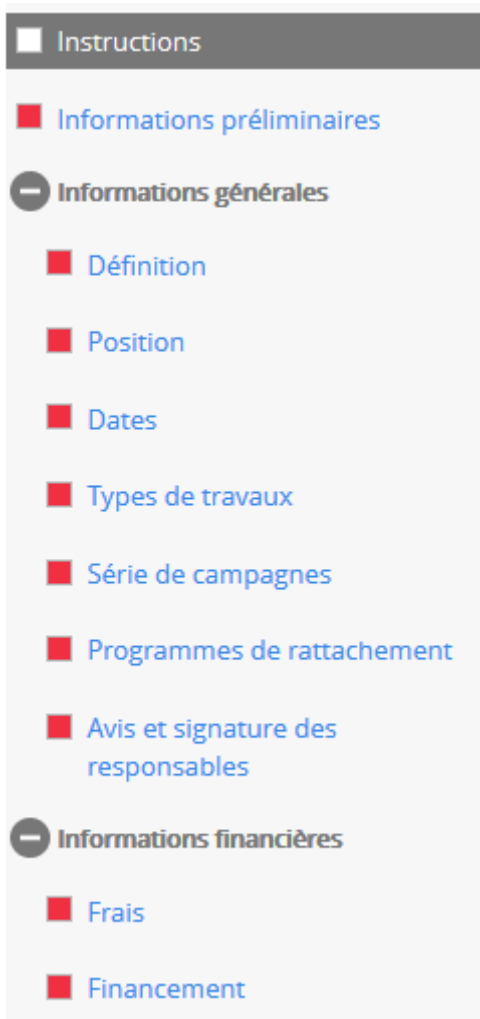 Instructions
Informations préliminaires
Informations générales
Définition
Position
Dates
Types de travaux
Série de campagnes
Programmes de rattachement
Avis et signature des
responsables
Informations financières
Frais
Financement